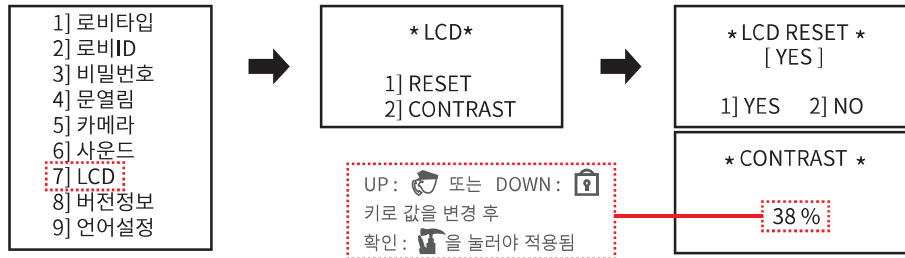 1] 로비타입
2] 로비ID
3] 비밀번호
4] 문열림
5] 카메라
6] 사운드
7] LCD
8] 버전정보
9] 언어설정
*LCD*
1] RESET
2] CONTRAST
*LCD RESET *
[ YES ]
1] YES 2] NO
* CONTRAST *
38 %
UP : 또는 DOWN :
키로 값을 변경 후
확인 : 을 눌러야 적용됨